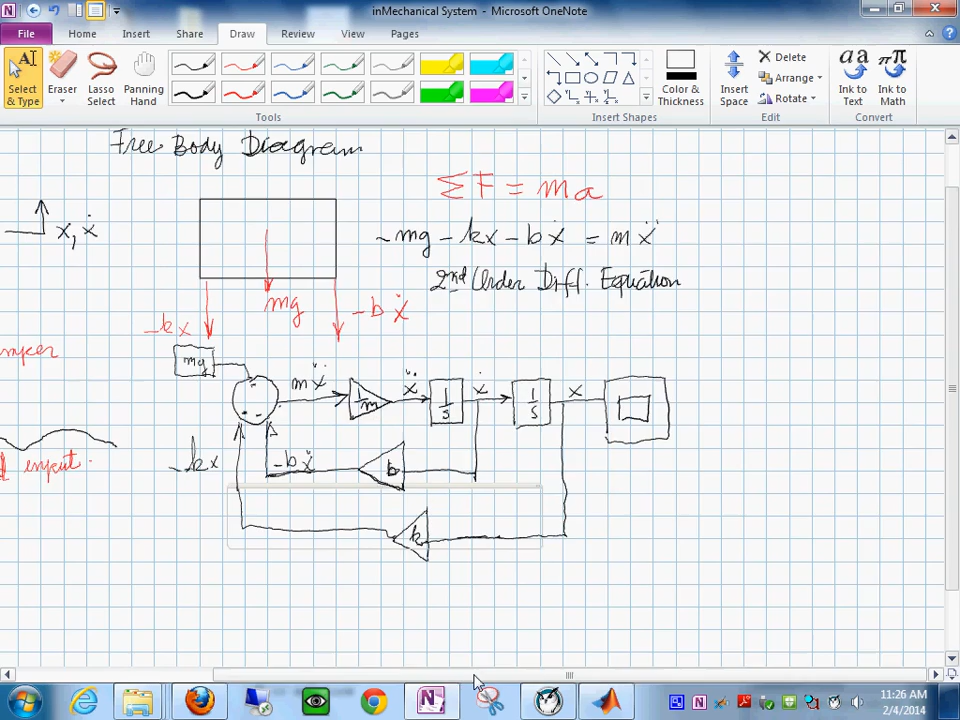 inMechanical System - Microsoft OneNote
File Home Insert Share Draw Review View Pages
Select & Type
Eraser
Lasso Select
Panning Hand
Color & Thickness
Insert Space
Delete
Arrange
Rotate
Ink to Text
Ink to Math
Tools
Insert Shapes
Edit
Convert
Free Body Diagram
ΣF = ma
x, ẋ
-mg - kx - bẋ = mẍ
2nd Order Diff. Equation
mg
-kx
-bẋ
mg
mẍ
1/m
ẍ
1/s
ẋ
1/s
x
-kx
-bẋ
b
input.
k
11:26 AM
2/4/2014